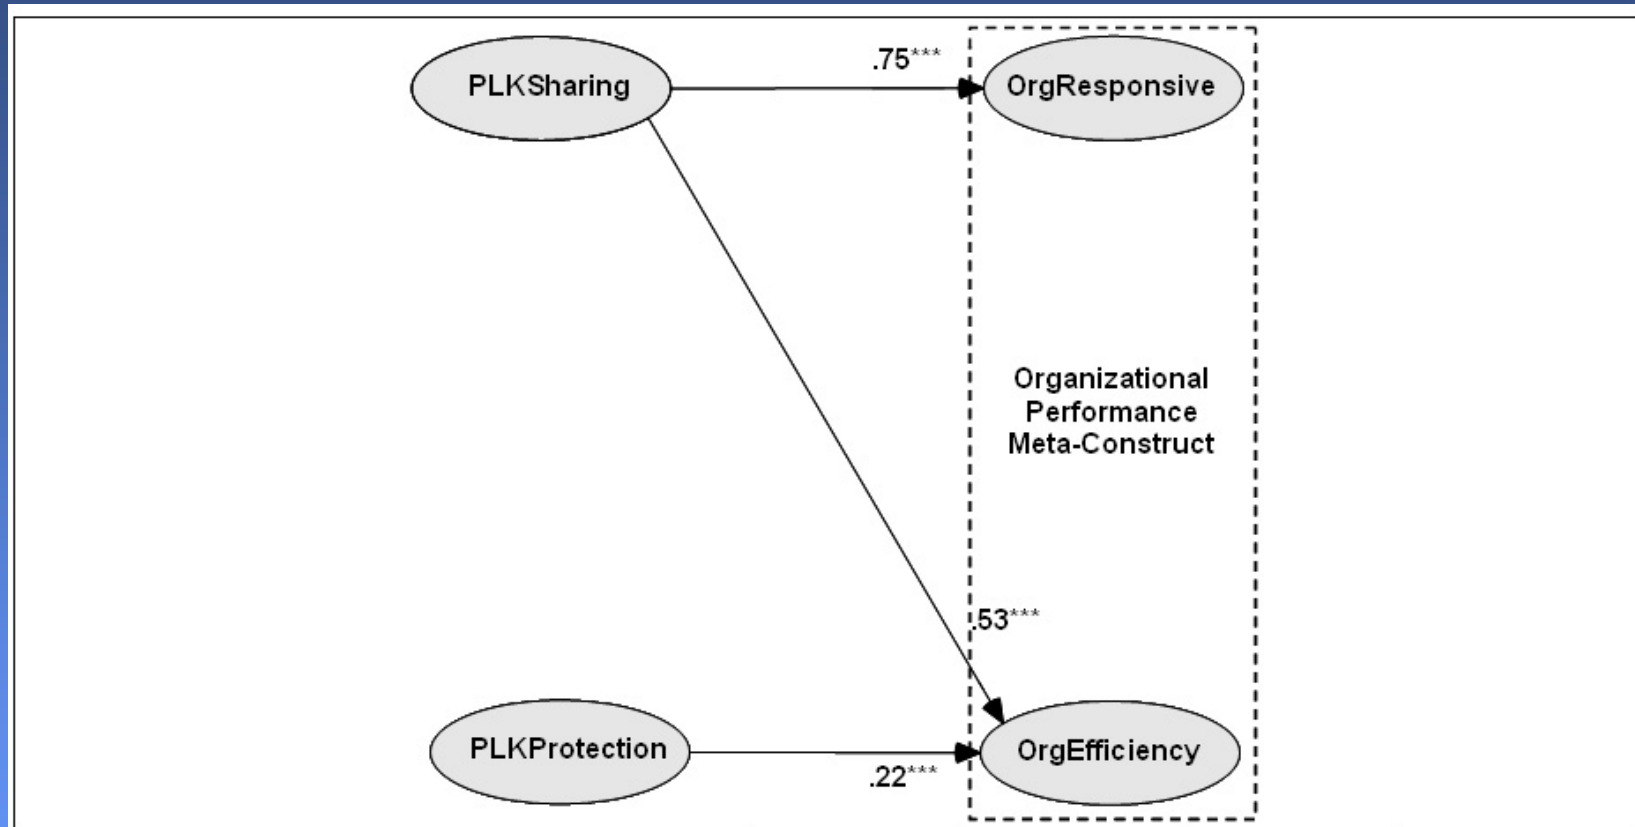 PLKSharing
.75***
OrgResponsive
Organizational
Performance
Meta-Construct
.53***
PLKProtection
.22***
OrgEfficiency